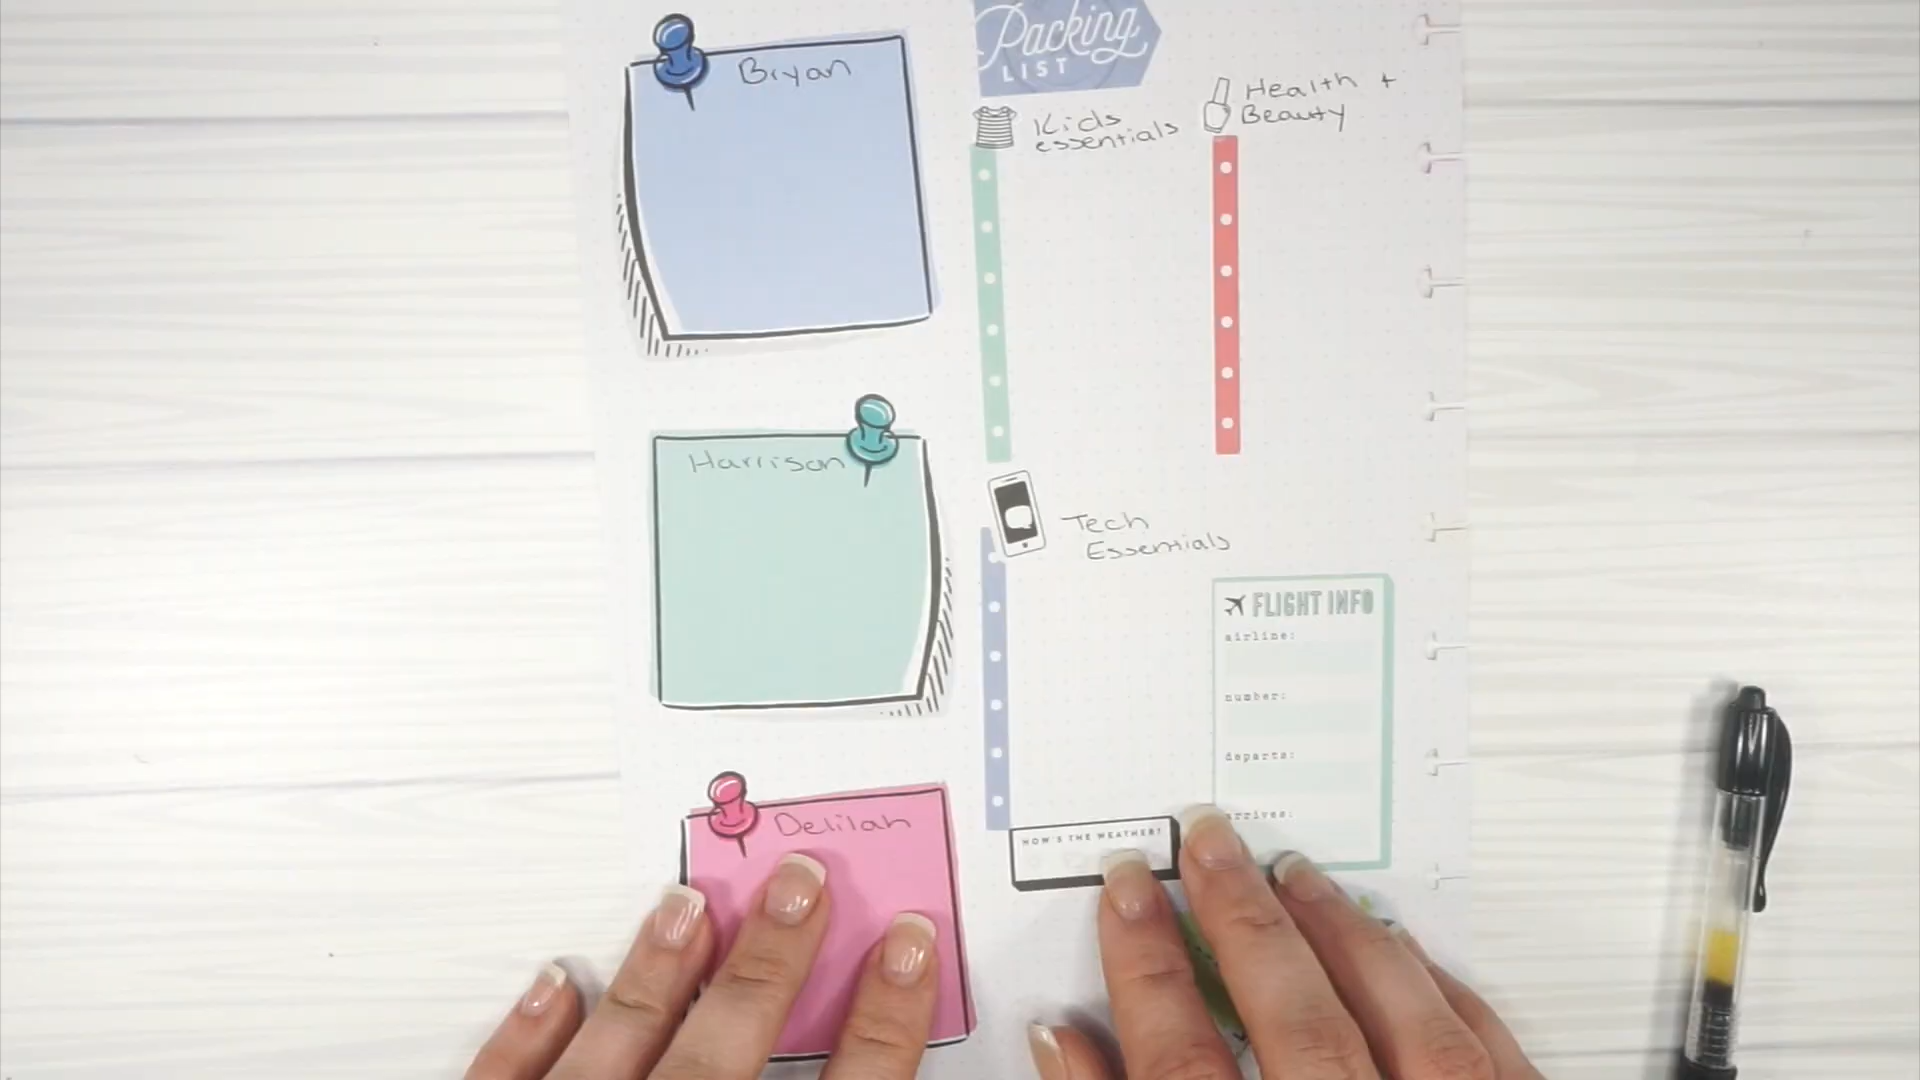 Bryan
Packing
LIST
Kids
essentials
Health +
Beauty
Harrison
Tech
Essentials
FLIGHT INFO
airline:
number:
departs:
arrives:
Delilah
HOW'S THE WEATHER?